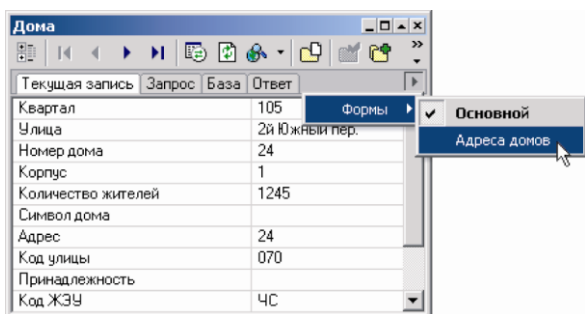 Дома
Текущая запись Запрос База Ответ
Квартал 105
Улица 2й Южный пер.
Номер дома 24
Корпус 1
Количество жителей 1245
Символ дома
Адрес 24
Код улицы 070
Принадлежность
Код ЖЭУ ЧС
Формы
Основной
Адреса домов